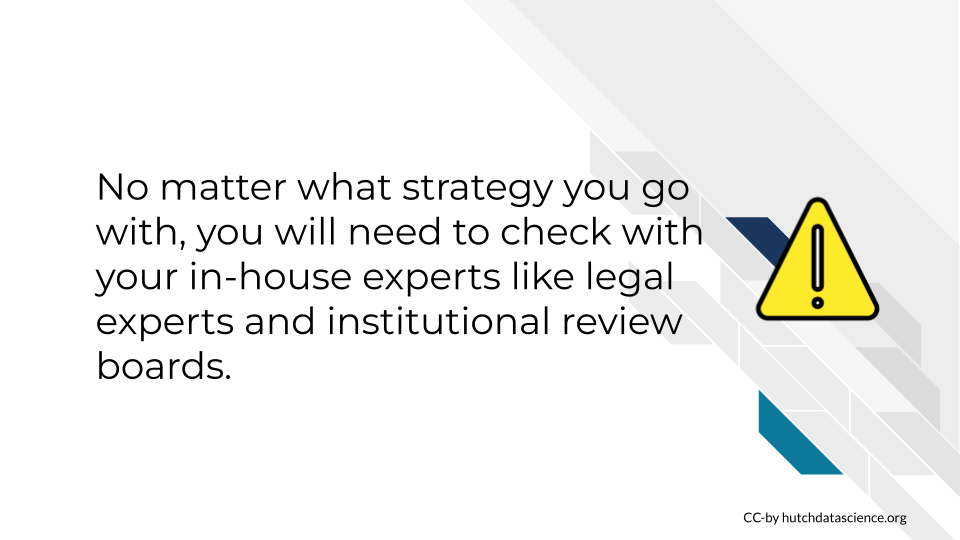 No matter what strategy you go
with, you will need to check with
your in-house experts like legal
experts and institutional review
boards.
CC-by hutchdatascience.org